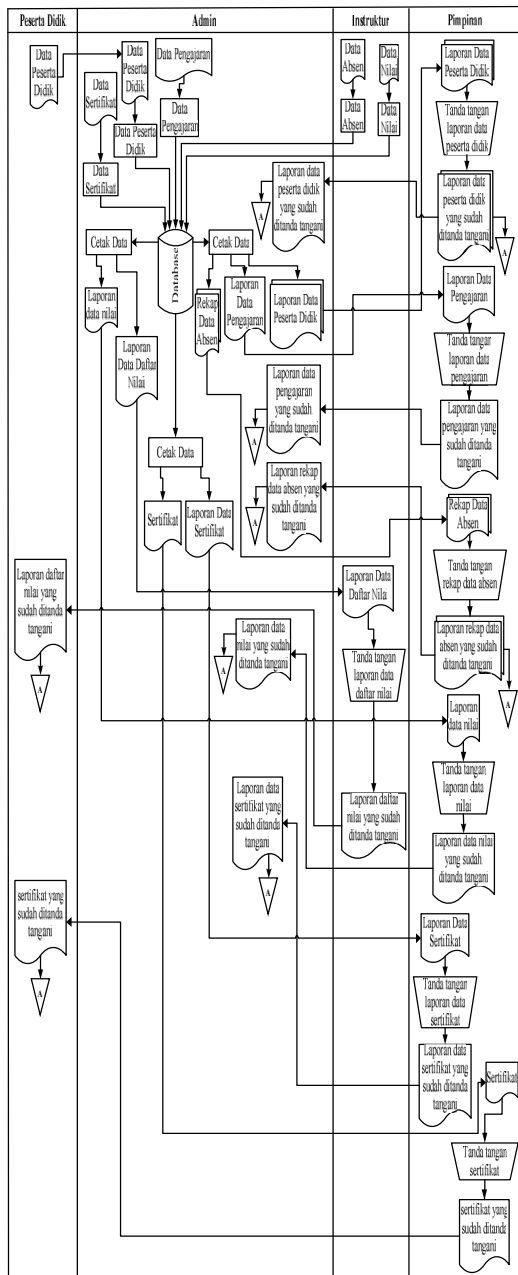 Peserta Didik
Admin
Instruktur
Pimpinan
Data
Peserta
Didik
Data
Peserta
Didik
Data Pengajaran
Data
Sertifikat
Data Peserta
Didik
Data
Pengajaran
Data
Sertifikat
Data
Absen
Data
Nilai
Data
Absen
Data
Nilai
Laporan Data
Peserta Didik
Tanda tangan
laporan data
peserta didik
Laporan data
peserta didik
yang sudah
ditanda tangani
A
Laporan data
peserta didik
yang sudah
ditanda tangani
A
Cetak Data
Database
Cetak Data
Laporan
data nilai
Laporan
Data Daftar
Nilai
Rekap
Data
Absen
Laporan
Data
Pengajaran
Laporan Data
Peserta Didik
Laporan Data
Pengajaran
Tanda tangan
laporan data
pengajaran
Laporan data
pengajaran
yang sudah
ditanda tangani
A
Laporan data
pengajaran yang
sudah ditanda
tangani
Cetak Data
Sertifikat
Laporan Data
Sertifikat
Laporan rekap
data absen yang
sudah ditanda
tangani
A
Rekap Data
Absen
Tanda tangan
rekap data absen
Laporan rekap data
absen yang sudah
ditanda tangani
A
Laporan daftar
nilai yang
sudah ditanda
tangani
A
Laporan data
nilai yang sudah
ditanda tangani
A
Laporan Data
Daftar Nilai
Tanda tangan
laporan data
daftar nilai
Laporan daftar
nilai yang sudah
ditanda tangani
Laporan
data nilai
Tanda tangan
laporan data
nilai
Laporan data nilai
yang sudah
ditanda tangani
Laporan data
sertifikat yang
sudah ditanda
tangani
A
sertifikat yang
sudah ditanda
tangani
A
Laporan Data
Sertifikat
Tanda tangan
laporan data
sertifikat
Laporan data
sertifikat yang
sudah ditanda
tangani
Sertifikat
Tanda tangan
sertifikat
sertifikat yang
sudah ditanda
tangani